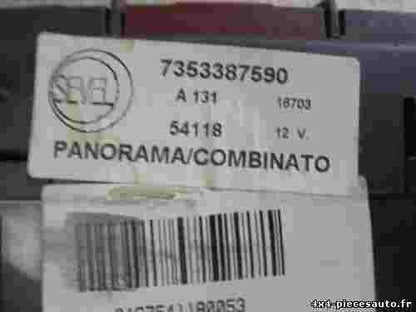 SEVEL
7353387590
A 131 16703
54118 12 V.
PANORAMA/COMBINATO
4x4-piecesauto.fr